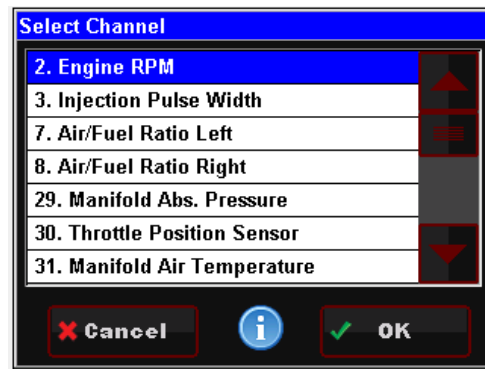 Select Channel
2. Engine RPM
3. Injection Pulse Width
7. Air/Fuel Ratio Left
8. Air/Fuel Ratio Right
29. Manifold Abs. Pressure
30. Throttle Position Sensor
31. Manifold Air Temperature
Cancel i OK